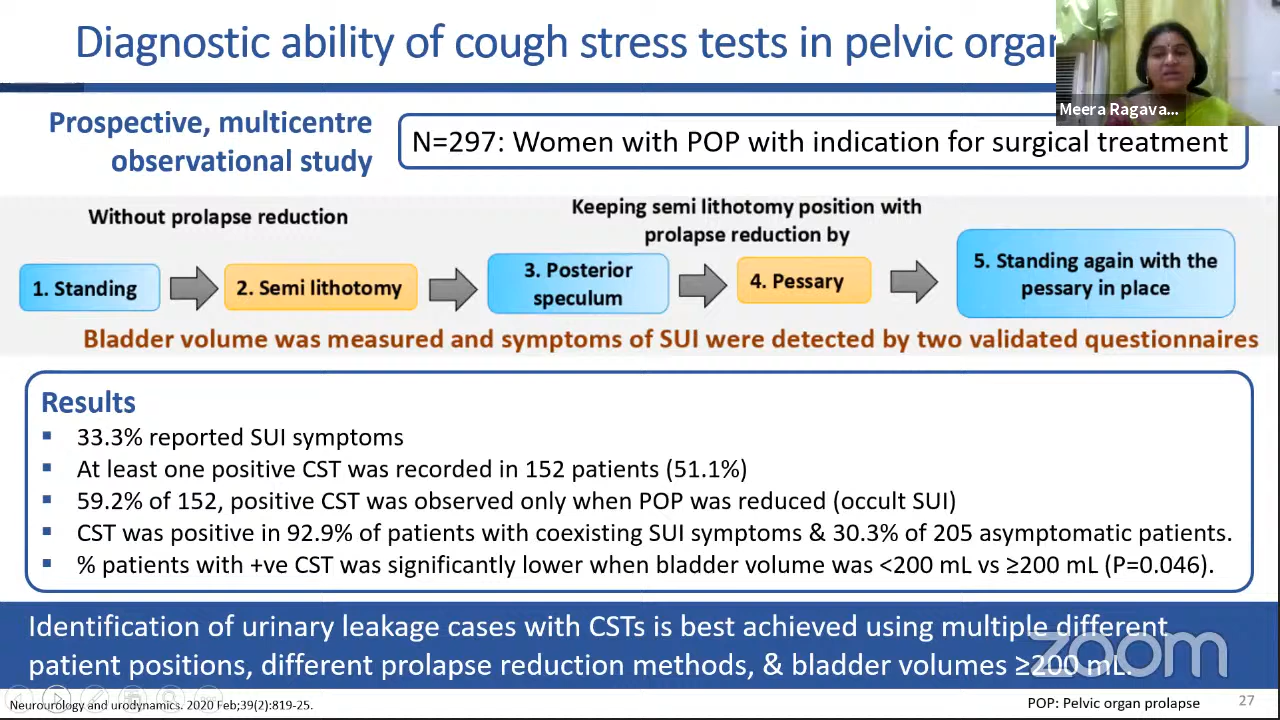 Diagnostic ability of cough stress tests in pelvic orga
Meera Ragava...
Prospective, multicentre
observational study
N=297: Women with POP with indication for surgical treatment
Without prolapse reduction
Keeping semi lithotomy position with
prolapse reduction by
1. Standing
2. Semi lithotomy
3. Posterior
speculum
4. Pessary
5. Standing again with the
pessary in place
Bladder volume was measured and symptoms of SUI were detected by two validated questionnaires
Results
▪ 33.3% reported SUI symptoms
▪ At least one positive CST was recorded in 152 patients (51.1%)
▪ 59.2% of 152, positive CST was observed only when POP was reduced (occult SUI)
▪ CST was positive in 92.9% of patients with coexisting SUI symptoms & 30.3% of 205 asymptomatic patients.
▪ % patients with +ve CST was significantly lower when bladder volume was <200 mL vs ≥200 mL (P=0.046).
Identification of urinary leakage cases with CSTs is best achieved using multiple different
patient positions, different prolapse reduction methods, & bladder volumes ≥200 mL.
zoom
Neurourology and urodynamics. 2020 Feb;39(2):819-25.
POP: Pelvic organ prolapse
27